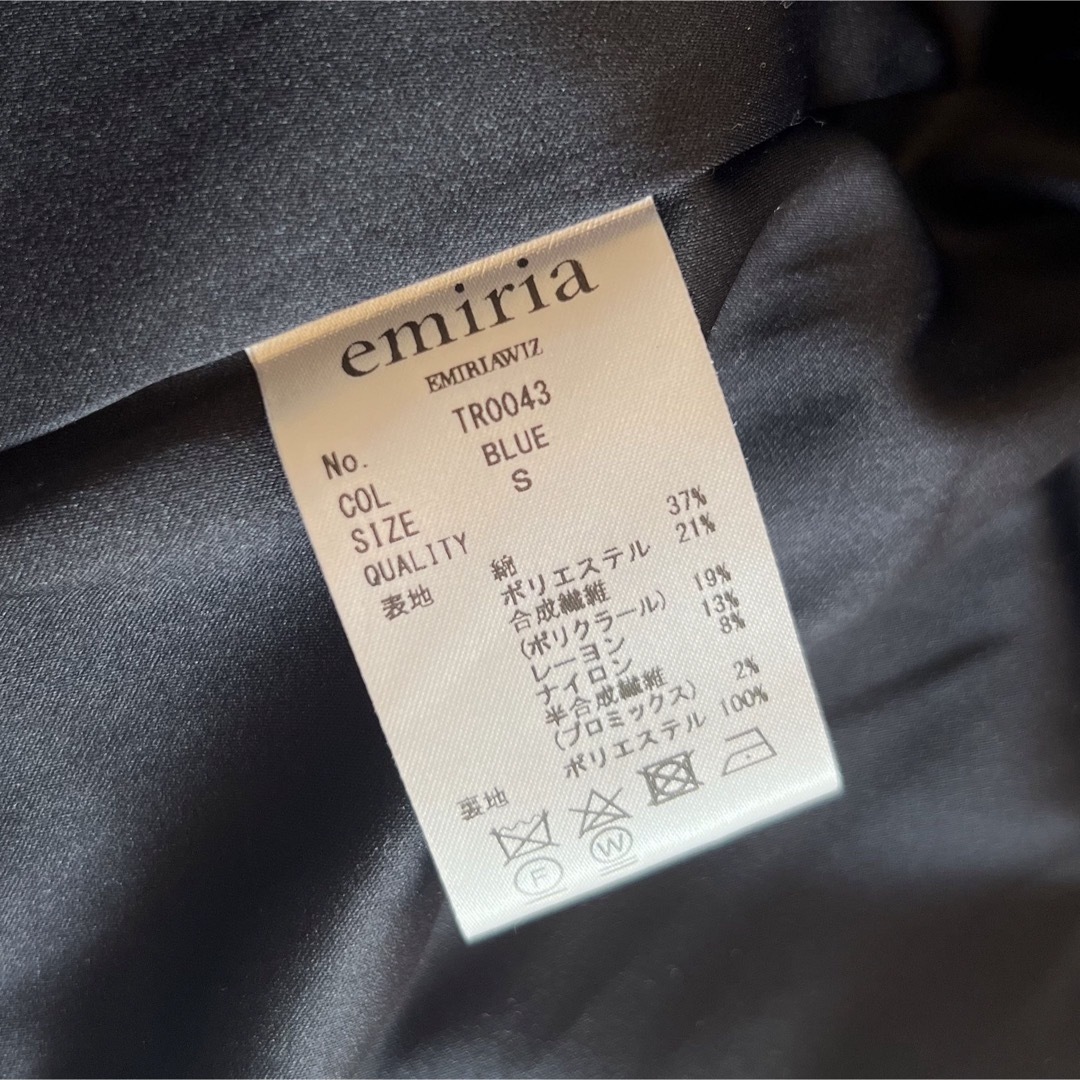 emiria
EMIRIAWIZ
No. TR0043
COL BLUE
SIZE S
QUALITY
表地 綿 37%
ポリエステル 21%
合成繊維
(ポリクラール) 19%
レーヨン 13%
ナイロン 8%
半合成繊維
(プロミックス) 2%
裏地 ポリエステル 100%
F W